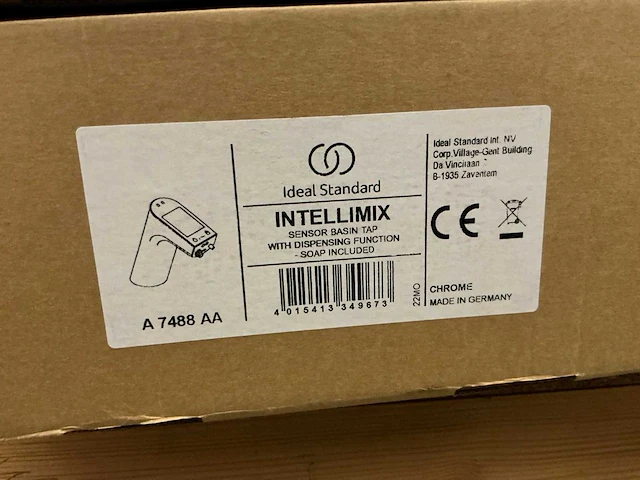 A 7488 AA
Ideal Standard
INTELLIMIX
SENSOR BASIN TAP
WITH DISPENSING FUNCTION
- SOAP INCLUDED
4 015413 349673
22MO
Ideal Standard Int. NV
Corp.Village-Gent Building
Da Vincilaan
B-1935 Zaventem
CE
CHROME
MADE IN GERMANY